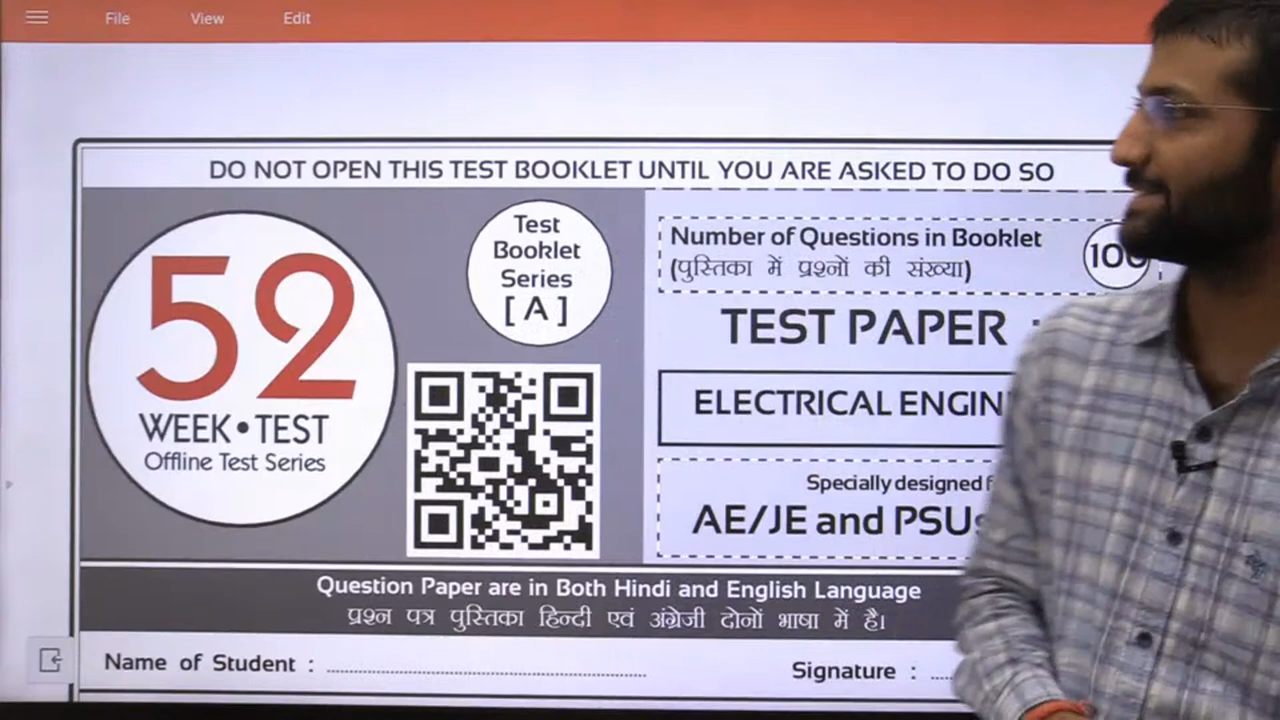 File View Edit
DO NOT OPEN THIS TEST BOOKLET UNTIL YOU ARE ASKED TO DO SO
52
WEEK • TEST
Offline Test Series
Test
Booklet
Series
[ A ]
Number of Questions in Booklet
(पुस्तिका में प्रश्नों की संख्या)
100
TEST PAPER :
ELECTRICAL
Specially designed
AE/JE and PSUs
Question Paper are in Both Hindi and English Language
प्रश्न पत्र पुस्तिका हिन्दी एवं अंग्रेजी दोनों भाषा में है।
Name of Student : ........................................................
Signature : ....